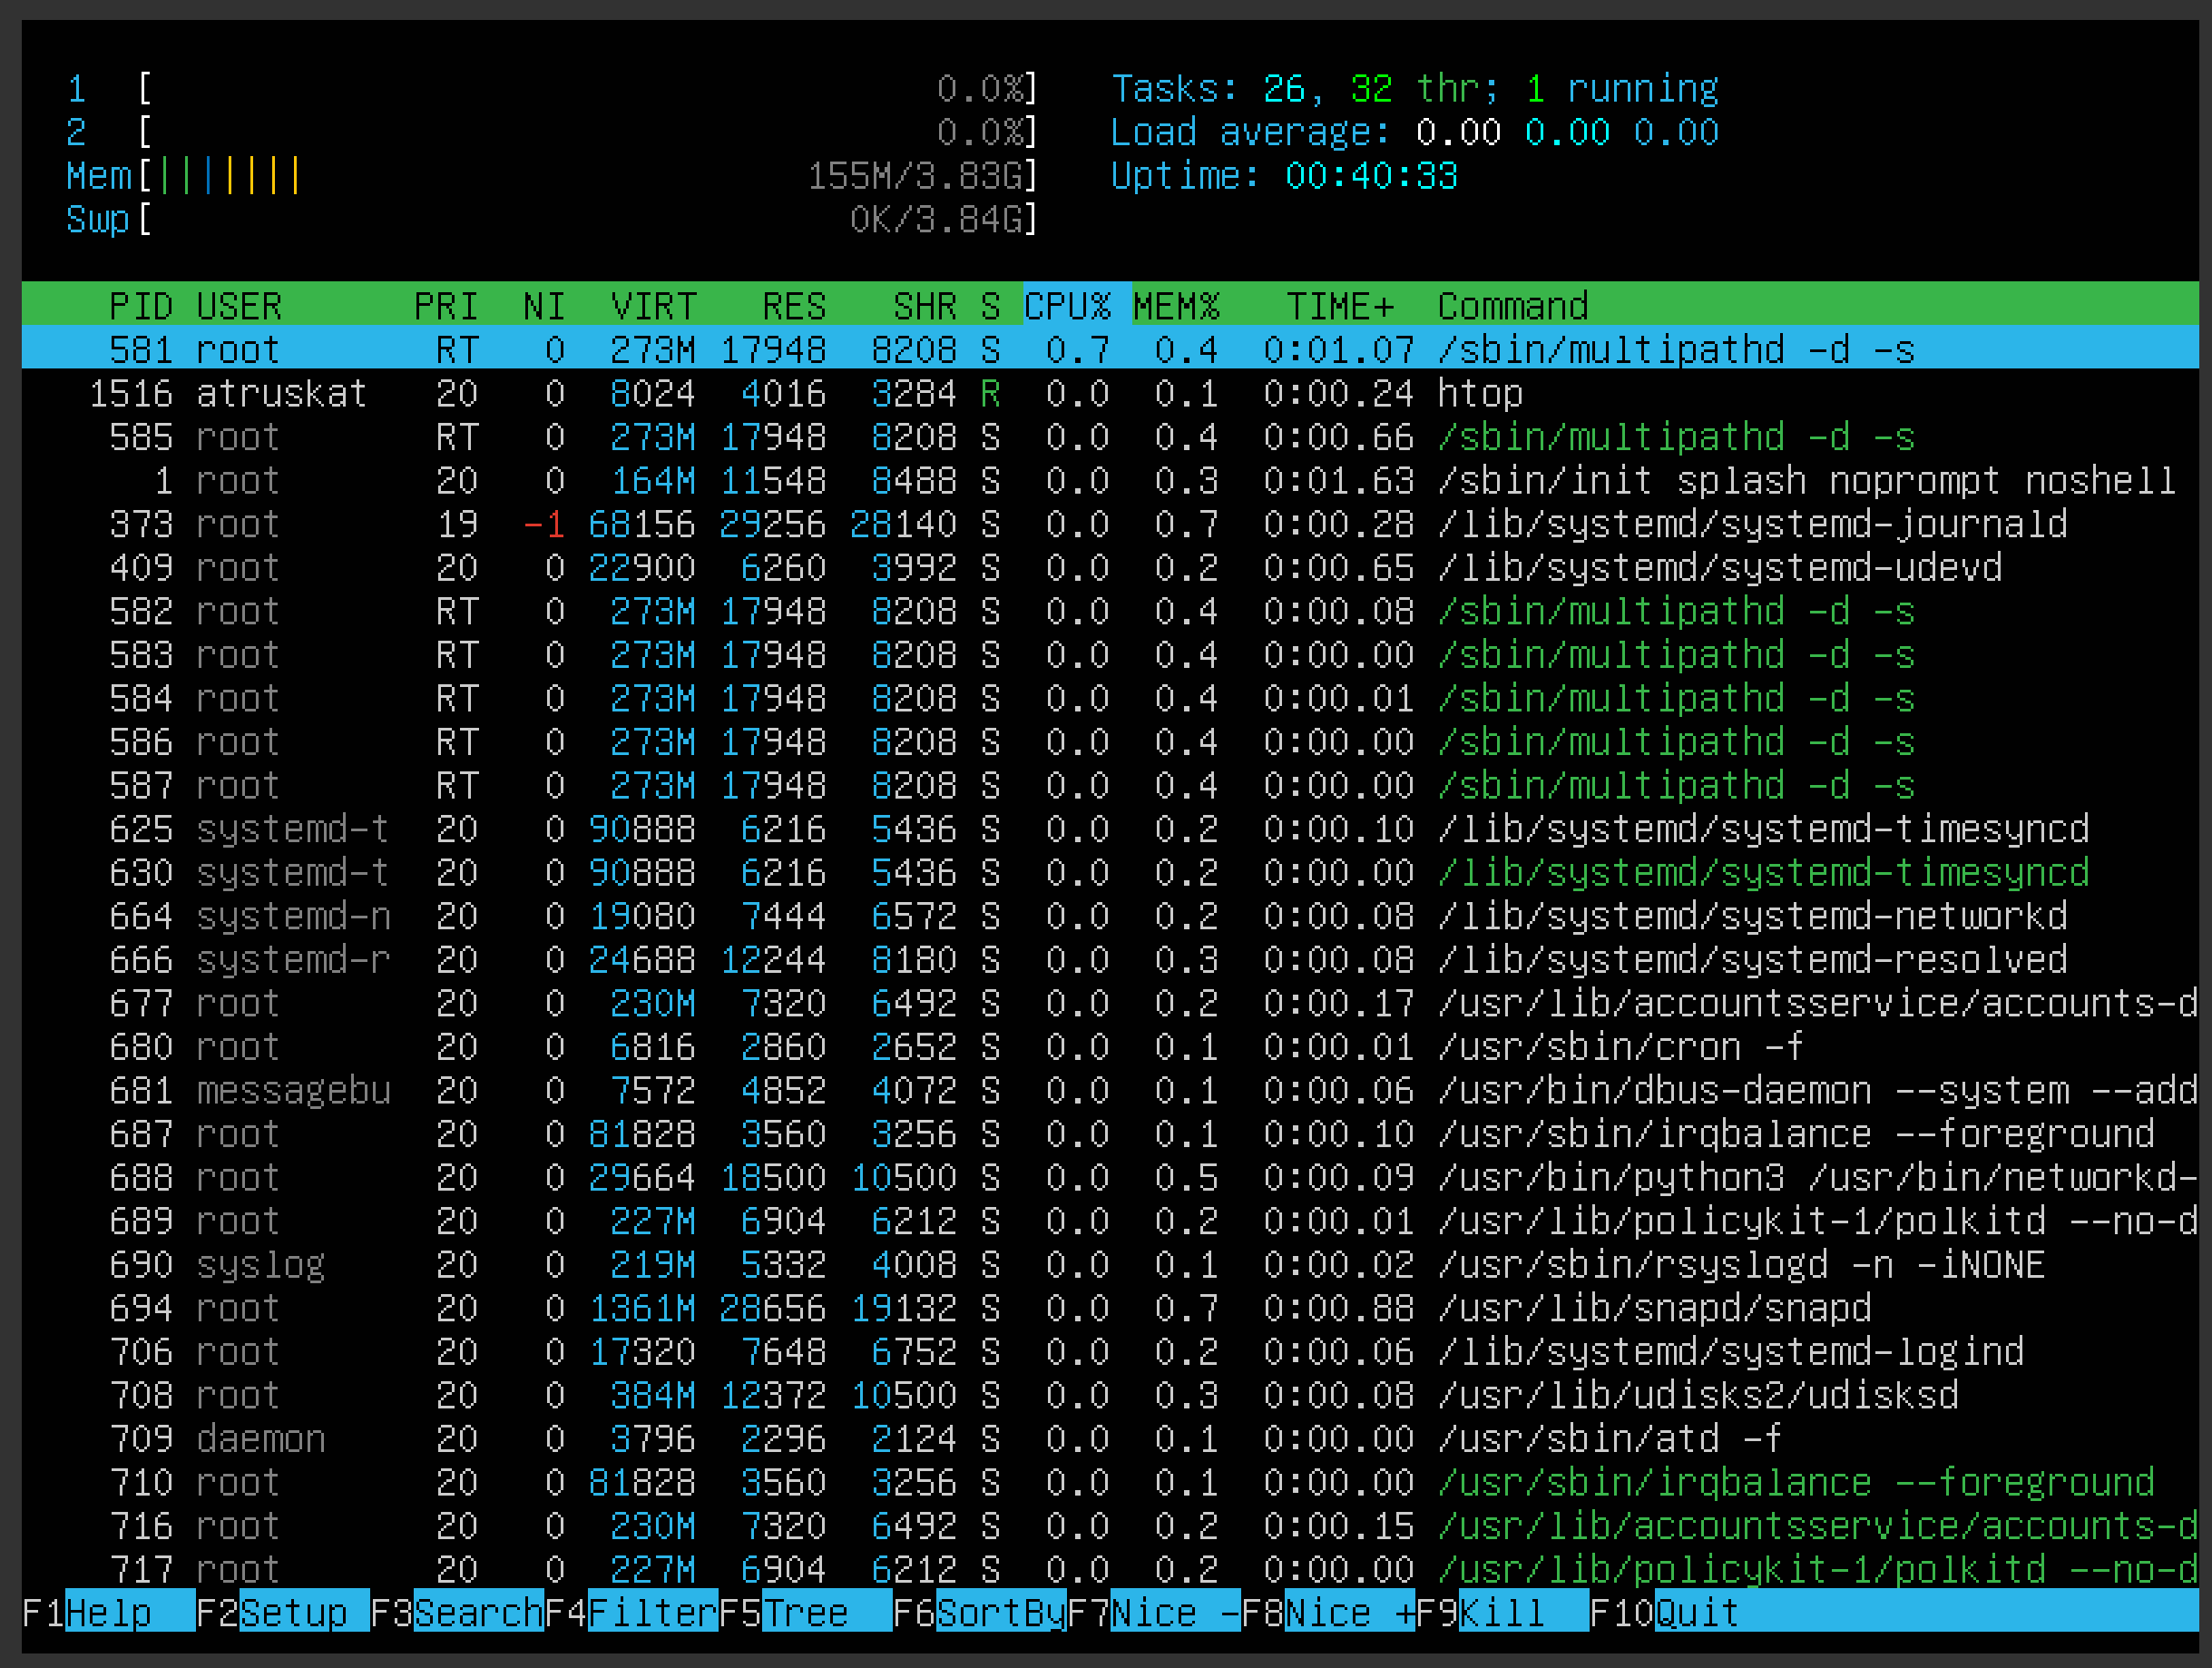 1 [ 0.0%] Tasks: 26, 32 thr; 1 running
2 [ 0.0%] Load average: 0.00 0.00 0.00
Mem[||||||| 155M/3.83G] Uptime: 00:40:33
Swp[ 0K/3.84G]
PID USER PRI NI VIRT RES SHR S CPU% MEM% TIME+ Command
581 root RT 0 273M 17948 8208 S 0.7 0.4 0:01.07 /sbin/multipathd -d -s
1516 atruskat 20 0 8024 4016 3284 R 0.0 0.1 0:00.24 htop
585 root RT 0 273M 17948 8208 S 0.0 0.4 0:00.66 /sbin/multipathd -d -s
1 root 20 0 164M 11548 8488 S 0.0 0.3 0:01.63 /sbin/init splash noprompt noshell
373 root 19 -1 68156 29256 28140 S 0.0 0.7 0:00.28 /lib/systemd/systemd-journald
409 root 20 0 22900 6260 3992 S 0.0 0.2 0:00.65 /lib/systemd/systemd-udevd
582 root RT 0 273M 17948 8208 S 0.0 0.4 0:00.08 /sbin/multipathd -d -s
583 root RT 0 273M 17948 8208 S 0.0 0.4 0:00.00 /sbin/multipathd -d -s
584 root RT 0 273M 17948 8208 S 0.0 0.4 0:00.01 /sbin/multipathd -d -s
586 root RT 0 273M 17948 8208 S 0.0 0.4 0:00.00 /sbin/multipathd -d -s
587 root RT 0 273M 17948 8208 S 0.0 0.4 0:00.00 /sbin/multipathd -d -s
625 systemd-t 20 0 90888 6216 5436 S 0.0 0.2 0:00.10 /lib/systemd/systemd-timesyncd
630 systemd-t 20 0 90888 6216 5436 S 0.0 0.2 0:00.00 /lib/systemd/systemd-timesyncd
664 systemd-n 20 0 19080 7444 6572 S 0.0 0.2 0:00.08 /lib/systemd/systemd-networkd
666 systemd-r 20 0 24688 12244 8180 S 0.0 0.3 0:00.08 /lib/systemd/systemd-resolved
677 root 20 0 230M 7320 6492 S 0.0 0.2 0:00.17 /usr/lib/accountsservice/accounts-d
680 root 20 0 6816 2860 2652 S 0.0 0.1 0:00.01 /usr/sbin/cron -f
681 messagebu 20 0 7572 4852 4072 S 0.0 0.1 0:00.06 /usr/bin/dbus-daemon --system --add
687 root 20 0 81828 3560 3256 S 0.0 0.1 0:00.10 /usr/sbin/irqbalance --foreground
688 root 20 0 29664 18500 10500 S 0.0 0.5 0:00.09 /usr/bin/python3 /usr/bin/networkd-
689 root 20 0 227M 6904 6212 S 0.0 0.2 0:00.01 /usr/lib/policykit-1/polkitd --no-d
690 syslog 20 0 219M 5332 4008 S 0.0 0.1 0:00.02 /usr/sbin/rsyslogd -n -iNONE
694 root 20 0 1361M 28656 19132 S 0.0 0.7 0:00.88 /usr/lib/snapd/snapd
706 root 20 0 17320 7648 6752 S 0.0 0.2 0:00.06 /lib/systemd/systemd-logind
708 root 20 0 384M 12372 10500 S 0.0 0.3 0:00.08 /usr/lib/udisks2/udisksd
709 daemon 20 0 3796 2296 2124 S 0.0 0.1 0:00.00 /usr/sbin/atd -f
710 root 20 0 81828 3560 3256 S 0.0 0.1 0:00.00 /usr/sbin/irqbalance --foreground
716 root 20 0 230M 7320 6492 S 0.0 0.2 0:00.15 /usr/lib/accountsservice/accounts-d
717 root 20 0 227M 6904 6212 S 0.0 0.2 0:00.00 /usr/lib/policykit-1/polkitd --no-d
F1Help F2Setup F3SearchF4FilterF5Tree F6SortByF7Nice -F8Nice +F9Kill F10Quit